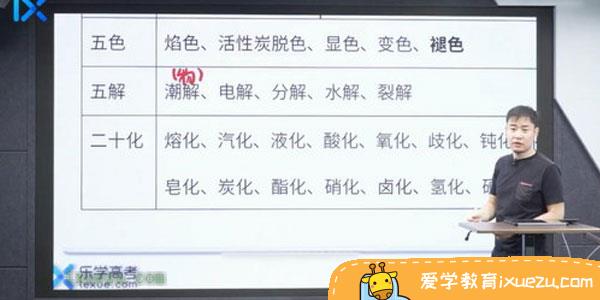 五色 焰色、活性炭脱色、显色、变色、褪色
(物)
五解 潮解、电解、分解、水解、裂解
二十化 熔化、汽化、液化、酸化、氧化、歧化、钝化
皂化、炭化、酯化、硝化、卤化、氢化、
乐学高考
lexue.com
爱学教育ixuezu.com